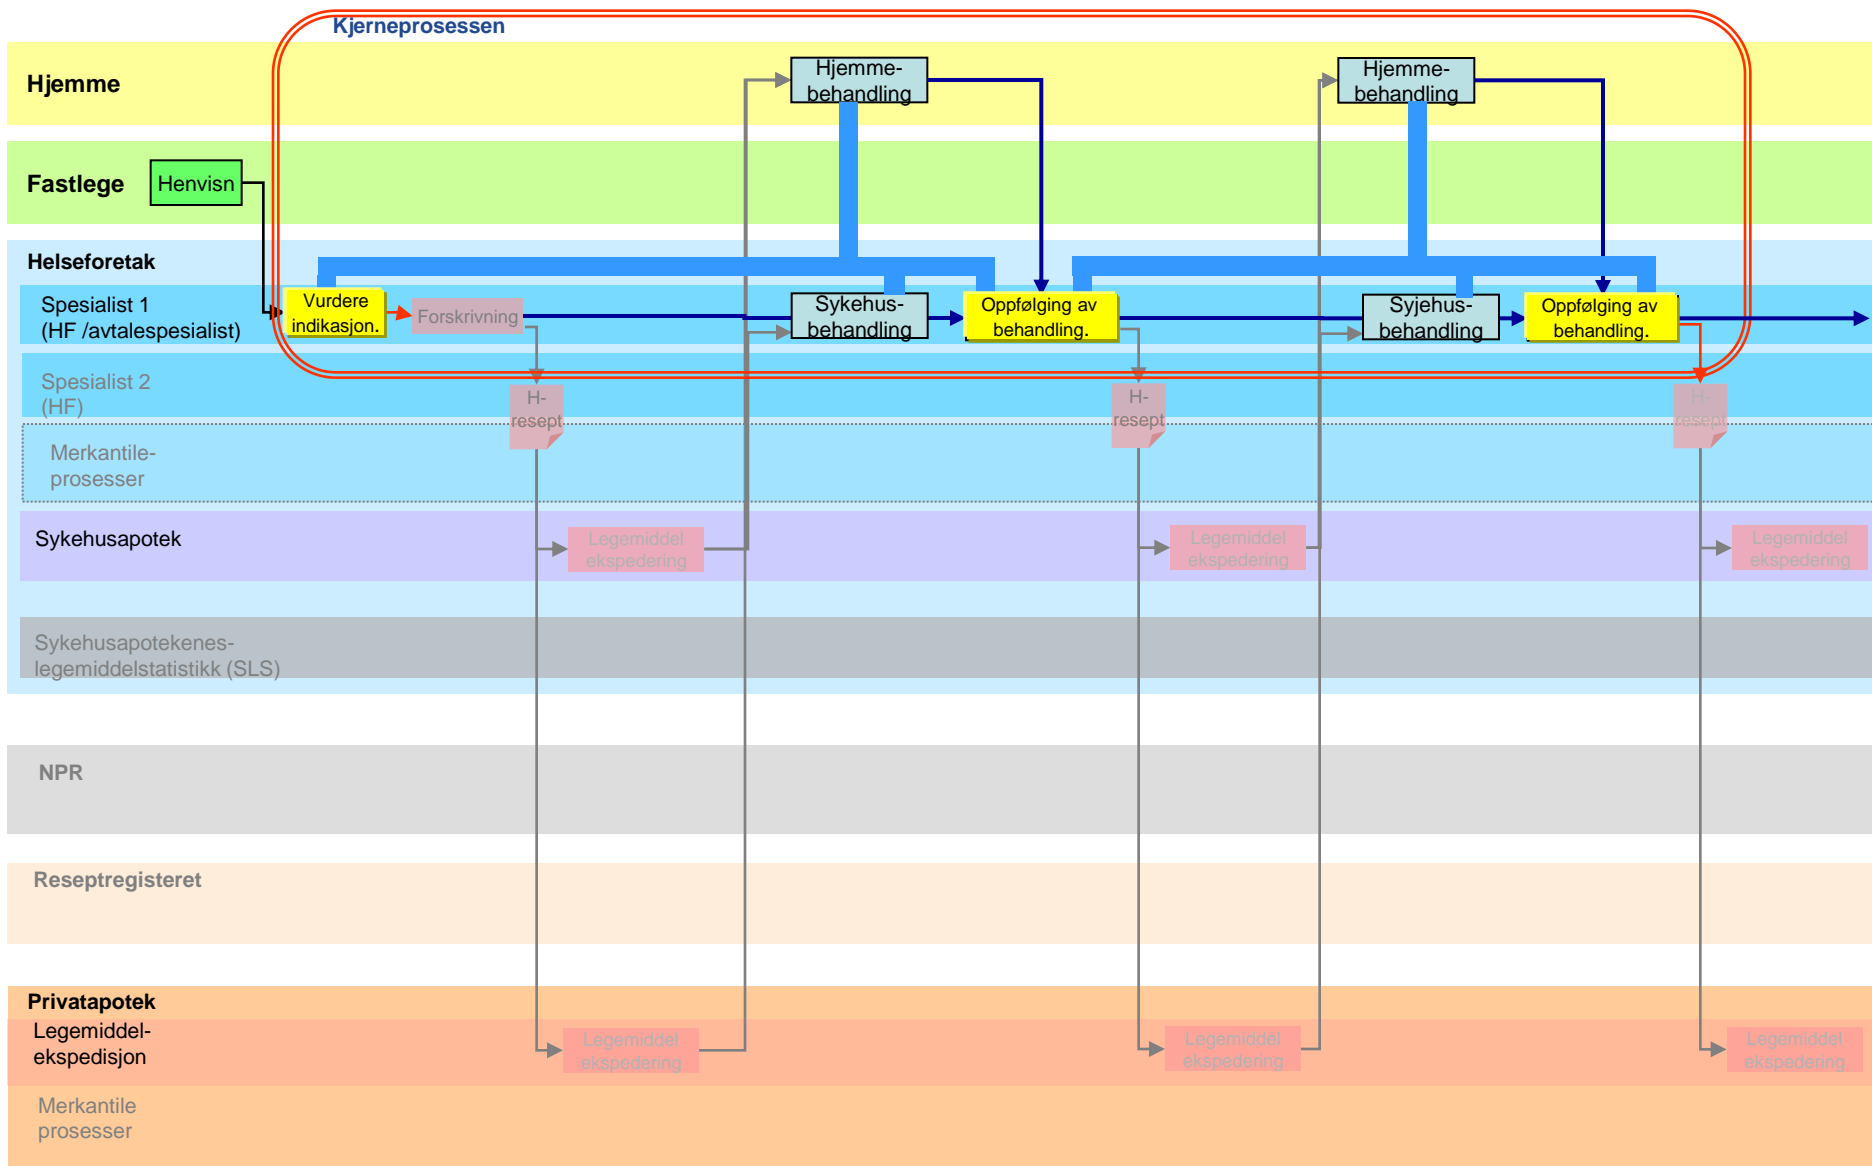 Kjerneprosessen
Hjemme
Hjemme-
behandling
Hjemme-
behandling
Fastlege
Henvisn
Helseforetak
Spesialist 1
(HF /avtalespesialist)
Vurdere
indikasjon.
Forskrivning
Sykehus-
behandling
Oppfølging av
behandling.
Syjehus-
behandling
Oppfølging av
behandling.
Spesialist 2
(HF)
H-
resept
H-
resept
H-
resept
Merkantile-
prosesser
Sykehusapotek
Legemiddel
ekspedering
Legemiddel
ekspedering
Legemiddel
ekspedering
Sykehusapotekenes-
legemiddelstatistikk (SLS)
NPR
Reseptregisteret
Privatapotek
Legemiddel-
ekspedisjon
Legemiddel
ekspedering
Legemiddel
ekspedering
Legemiddel
ekspedering
Merkantile
prosesser